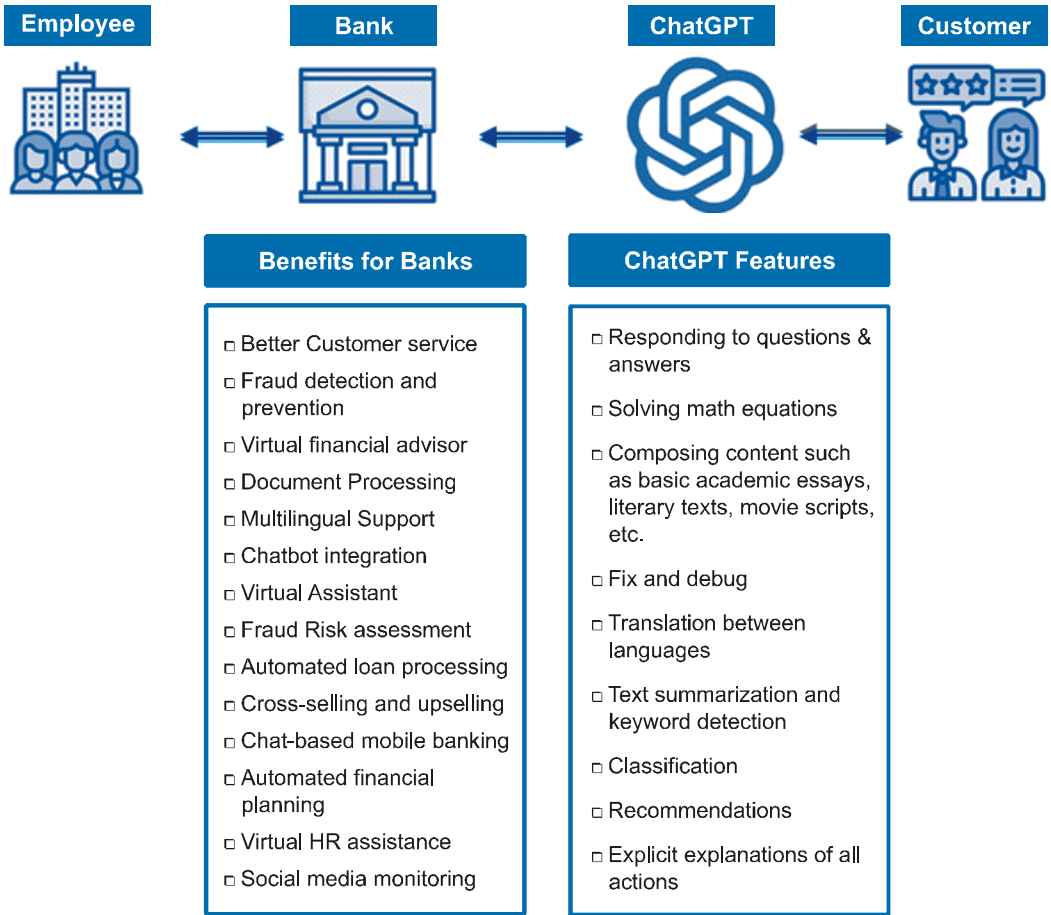 Employee
Bank
ChatGPT
Customer
Benefits for Banks
Better Customer service
Fraud detection and
prevention
Virtual financial advisor
Document Processing
Multilingual Support
Chatbot integration
Virtual Assistant
Fraud Risk assessment
Automated loan processing
Cross-selling and upselling
Chat-based mobile banking
Automated financial
planning
Virtual HR assistance
Social media monitoring
ChatGPT Features
Responding to questions &
answers
Solving math equations
Composing content such
as basic academic essays,
literary texts, movie scripts,
etc.
Fix and debug
Translation between
languages
Text summarization and
keyword detection
Classification
Recommendations
Explicit explanations of all
actions